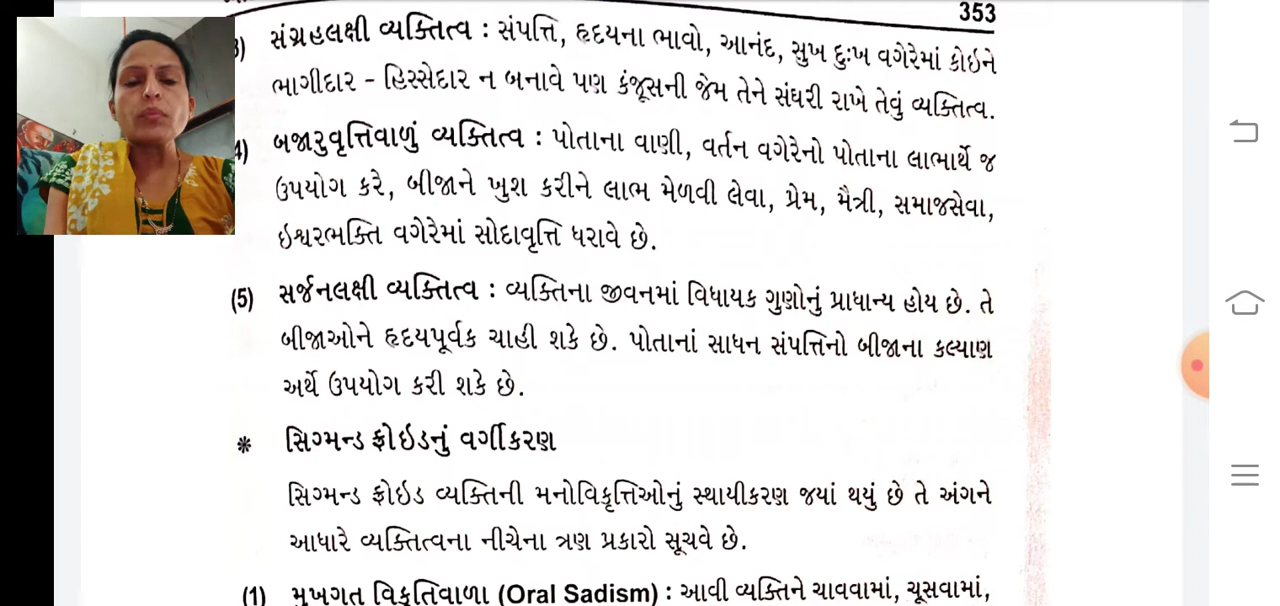 353
3) સંગ્રહલક્ષી વ્યક્તિત્વ : સંપત્તિ, હૃદયના ભાવો, આનંદ, સુખ દુઃખ વગેરેમાં કોઇને
ભાગીદાર – હિસ્સેદાર ન બનાવે પણ કંજૂસની જેમ તેને સંઘરી રાખે તેવું વ્યક્તિત્વ.
4) બજારુવૃત્તિવાળું વ્યક્તિત્વ : પોતાના વાણી, વર્તન વગેરેનો પોતાના લાભાર્થે જ
ઉપયોગ કરે, બીજાને ખુશ કરીને લાભ મેળવી લેવા, પ્રેમ, મૈત્રી, સમાજસેવા,
ઇશ્વરભક્તિ વગેરેમાં સોદાવૃત્તિ ધરાવે છે.
(5) સર્જનલક્ષી વ્યક્તિત્વ : વ્યક્તિના જીવનમાં વિધાયક ગુણોનું પ્રાધાન્ય હોય છે. તે
બીજાઓને હૃદયપૂર્વક ચાહી શકે છે. પોતાનાં સાધન સંપત્તિનો બીજાના કલ્યાણ
અર્થે ઉપયોગ કરી શકે છે.
* સિગ્મન્ડ ફ્રોઇડનું વર્ગીકરણ
સિગ્મન્ડ ફ્રોઇડ વ્યક્તિની મનોવિકૃત્તિઓનું સ્થાયીકરણ જયાં થયું છે તે અંગને
આધારે વ્યક્તિત્વના નીચેના ત્રણ પ્રકારો સૂચવે છે.
(1) મુખગત વિકૃતિવાળા (Oral Sadism) : આવી વ્યક્તિને ચાવવામાં, ચૂસવામાં,